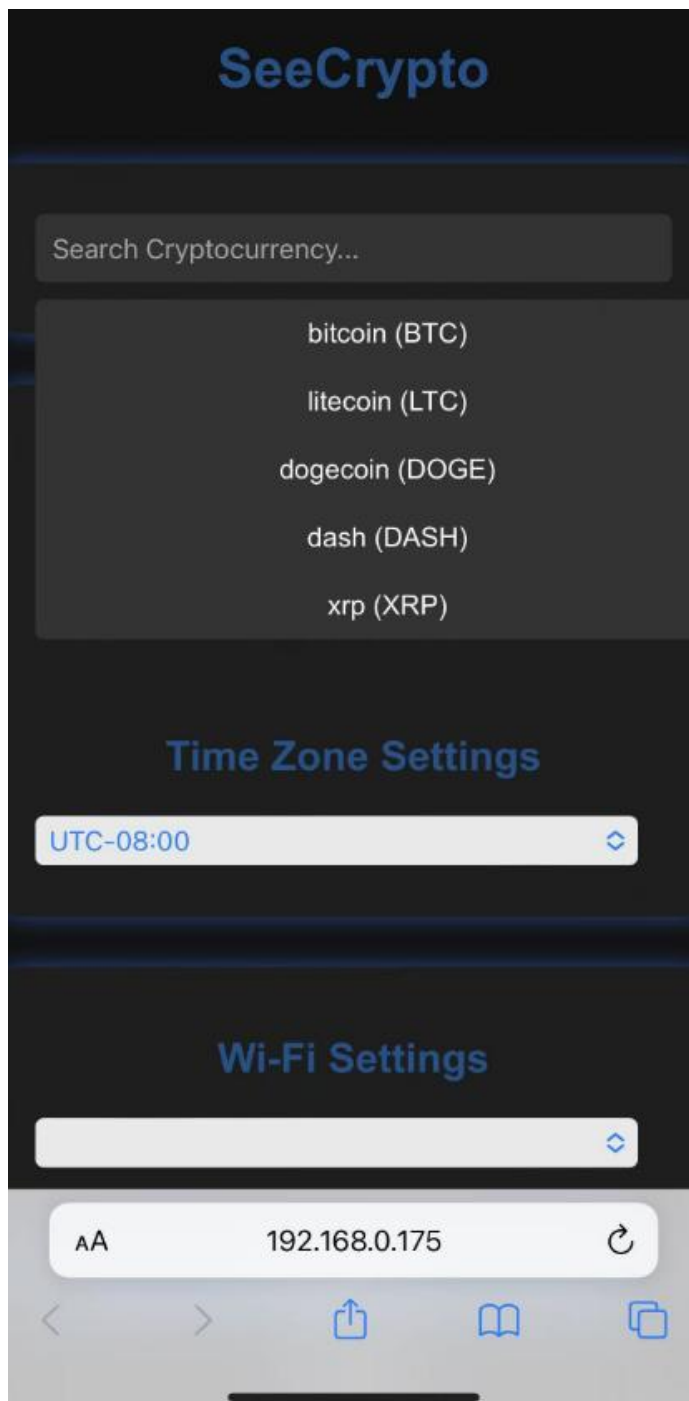 SeeCrypto
Search Cryptocurrency...
bitcoin (BTC)
litecoin (LTC)
dogecoin (DOGE)
dash (DASH)
xrp (XRP)
Time Zone Settings
UTC-08:00
Wi-Fi Settings
AA 192.168.0.175